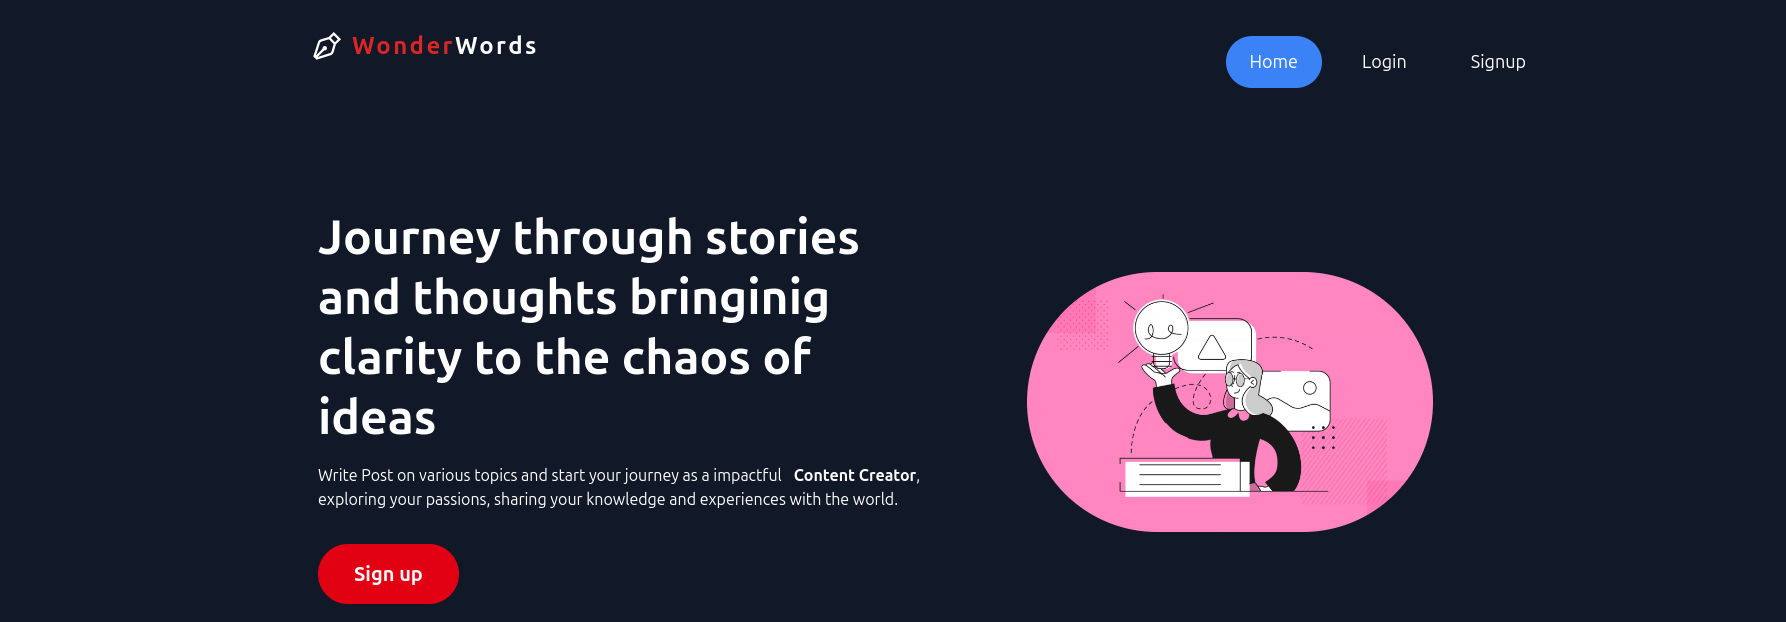 WonderWords
Home
Login
Signup
Journey through stories
and thoughts bringinig
clarity to the chaos of
ideas
Write Post on various topics and start your journey as a impactful Content Creator,
exploring your passions, sharing your knowledge and experiences with the world.
Sign up